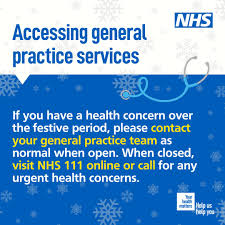 NHS
Accessing general
practice services
If you have a health concern over
the festive period, please contact
your general practice team as
normal when open. When closed,
visit NHS 111 online or call for any
urgent health concerns.
Your
health
matters
Help us
help you